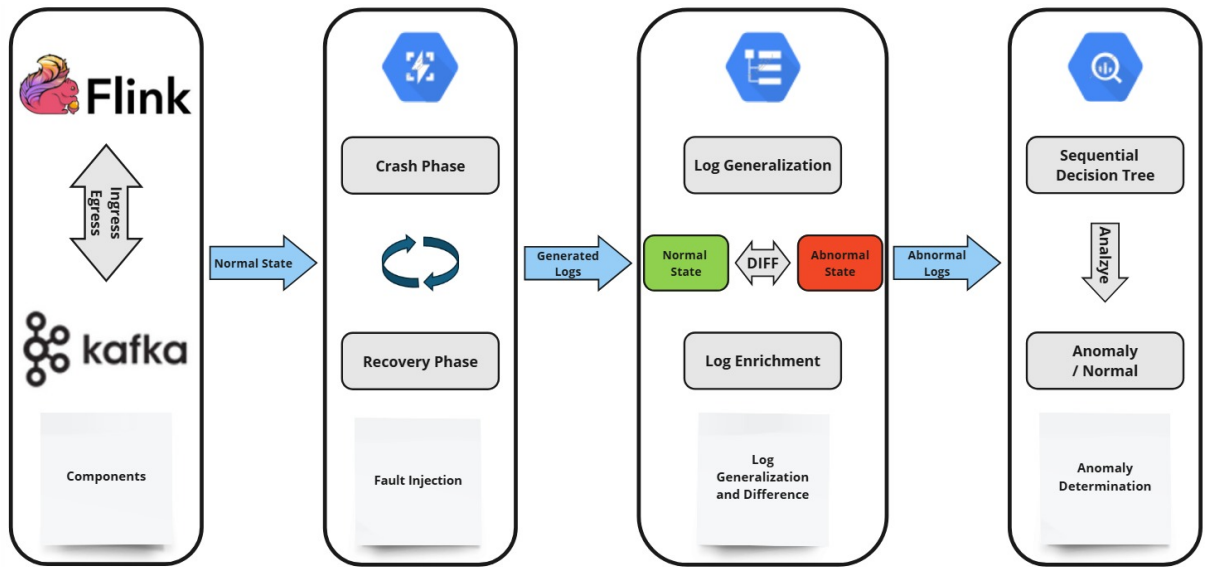 Flink
Ingress
Egress
kafka
Components
Normal State
Crash Phase
Recovery Phase
Fault Injection
Generated
Logs
Log Generalization
Normal
State
DIFF
Abnormal
State
Log Enrichment
Log
Generalization
and Difference
Abnormal
Logs
Sequential
Decision Tree
Analzye
Anomaly
/ Normal
Anomaly
Determination